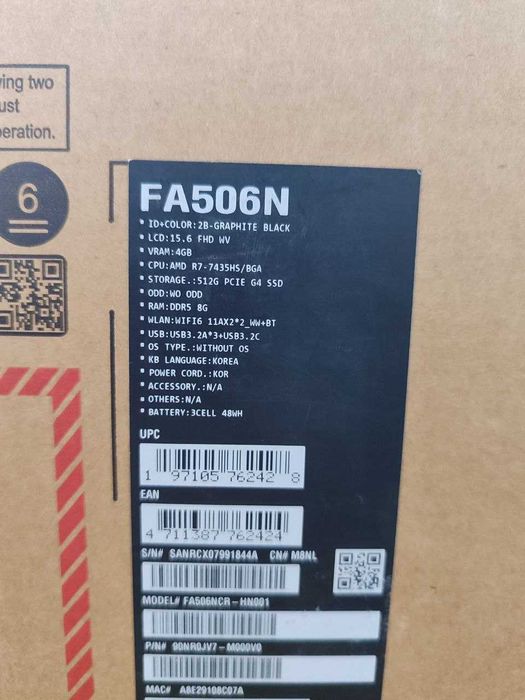 ving two
ust
eration.
6
FA506N
ID+COLOR:2B-GRAPHITE BLACK
LCD:15.6 FHD WV
VRAM:4GB
CPU:AMD R7-7435HS/BGA
STORAGE.:512G PCIE G4 SSD
ODD:WO ODD
RAM:DDR5 8G
WLAN:WIFI6 11AX2*2_WW+BT
USB:USB3.2A*3+USB3.2C
OS TYPE.:WITHOUT OS
KB LANGUAGE:KOREA
POWER CORD.:KOR
ACCESSORY.:N/A
OTHERS:N/A
BATTERY:3CELL 48WH
UPC
1 97105 76242 8
EAN
4 711387 762424
S/N# SANRCX07991844A CN# M8NL
MODEL# FA506NCR-HN001
P/N# 90NR0JV7-M000V0
MAC# A8E29108C07A